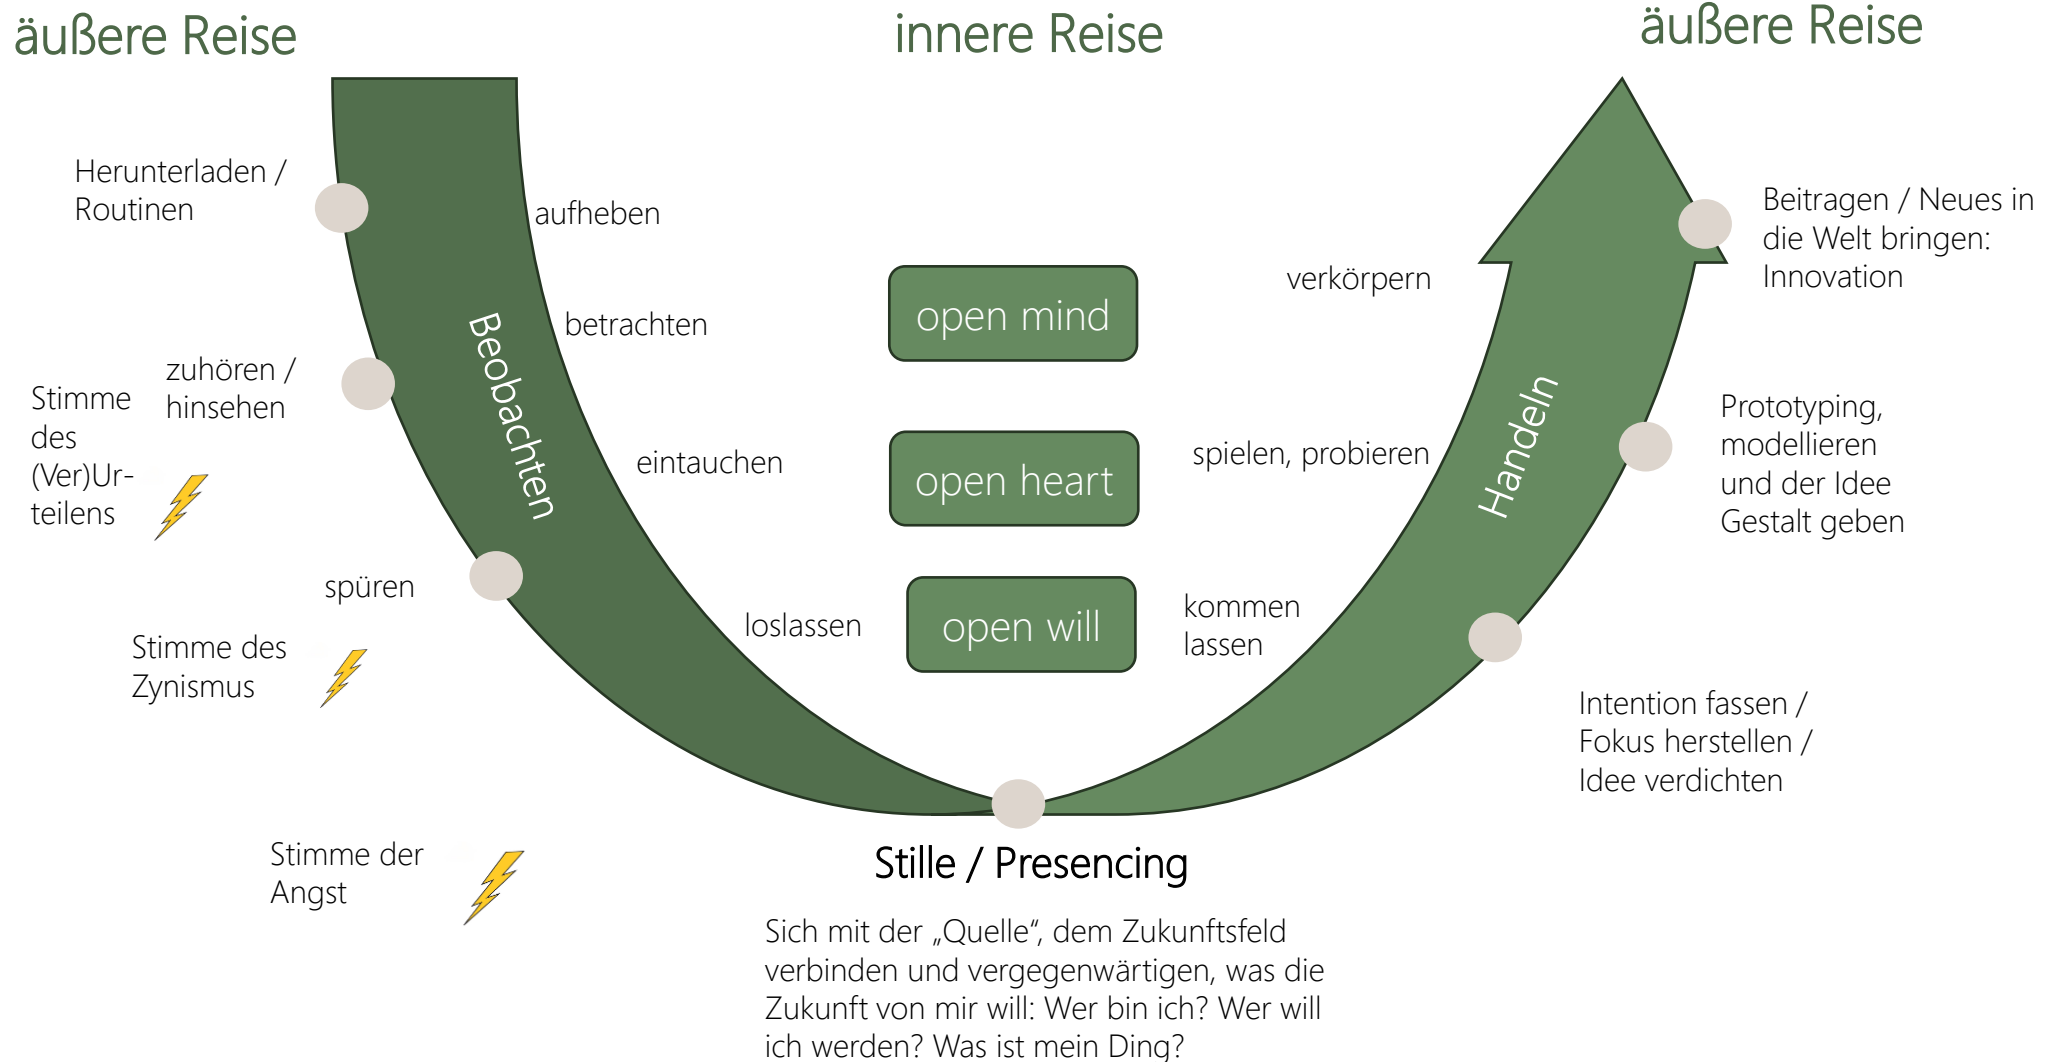 äußere Reise
innere Reise
äußere Reise
Herunterladen /
Routinen
aufheben
Beitragen / Neues in
die Welt bringen:
Innovation
verkörpern
open mind
betrachten
Beobachten
zuhören /
hinsehen
Stimme
des
(Ver)Ur-
teilens
eintauchen
open heart
spielen, probieren
Handeln
Prototyping,
modellieren
und der Idee
Gestalt geben
spüren
Stimme des
Zynismus
loslassen
open will
kommen
lassen
Intention fassen /
Fokus herstellen /
Idee verdichten
Stimme der
Angst
Stille / Presencing
Sich mit der „Quelle“, dem Zukunftsfeld
verbinden und vergegenwärtigen, was die
Zukunft von mir will: Wer bin ich? Wer will
ich werden? Was ist mein Ding?